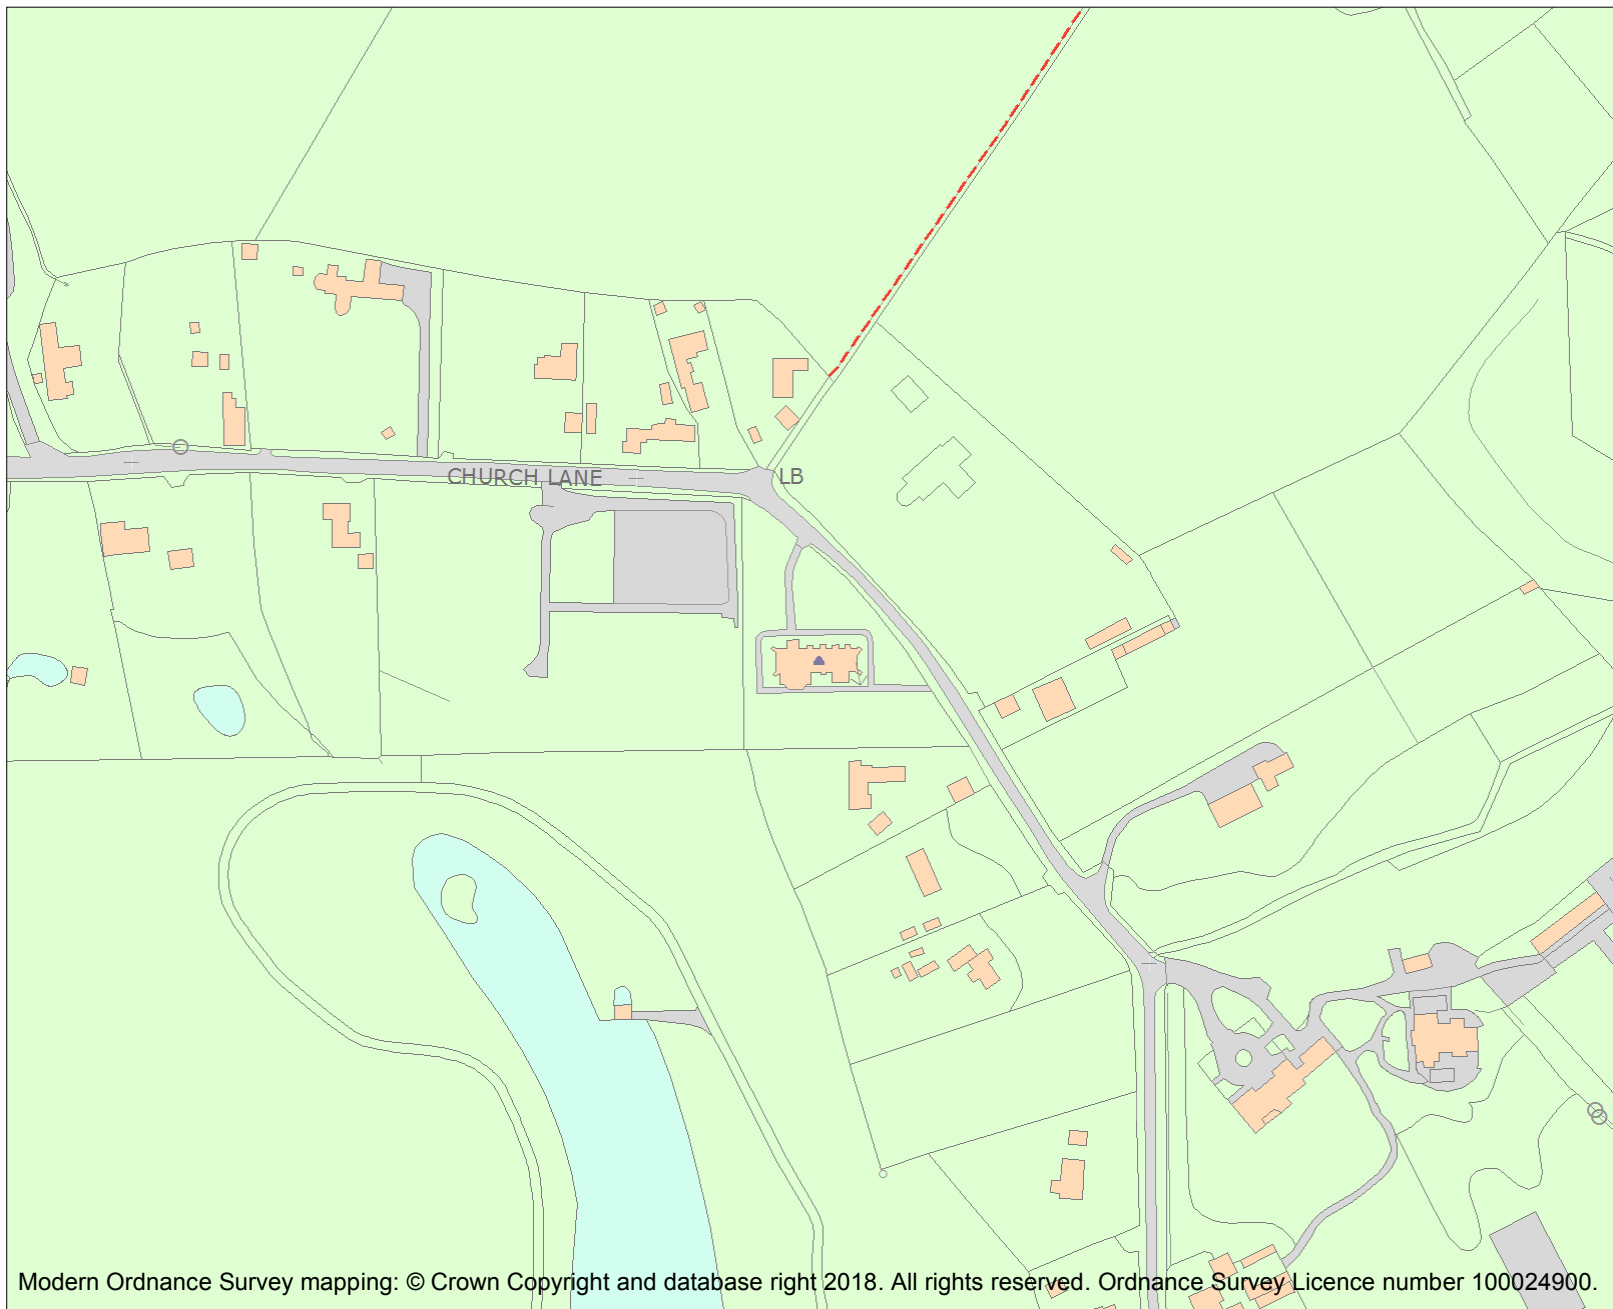 CHURCH LANE
LB
Modern Ordnance Survey mapping: © Crown Copyright and database right 2018. All rights reserved. Ordnance Survey Licence number 100024900.